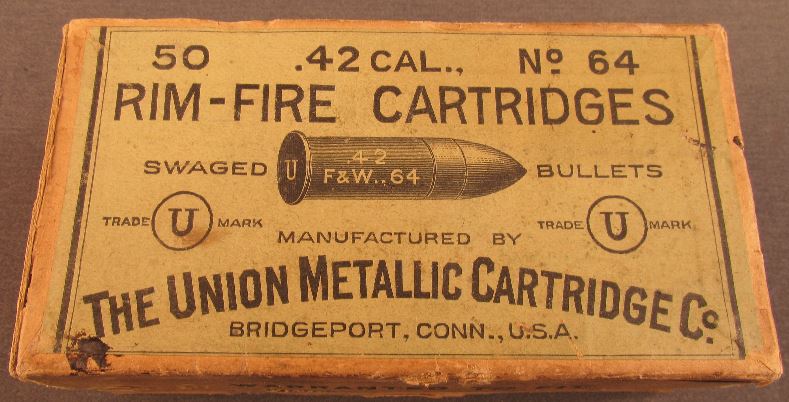 50 .42 CAL., Nº 64
RIM-FIRE CARTRIDGES
SWAGED U .42 F&W..64 BULLETS
TRADE U MARK TRADE U MARK
MANUFACTURED BY
THE UNION METALLIC CARTRIDGE Co.
BRIDGEPORT, CONN., U.S.A.